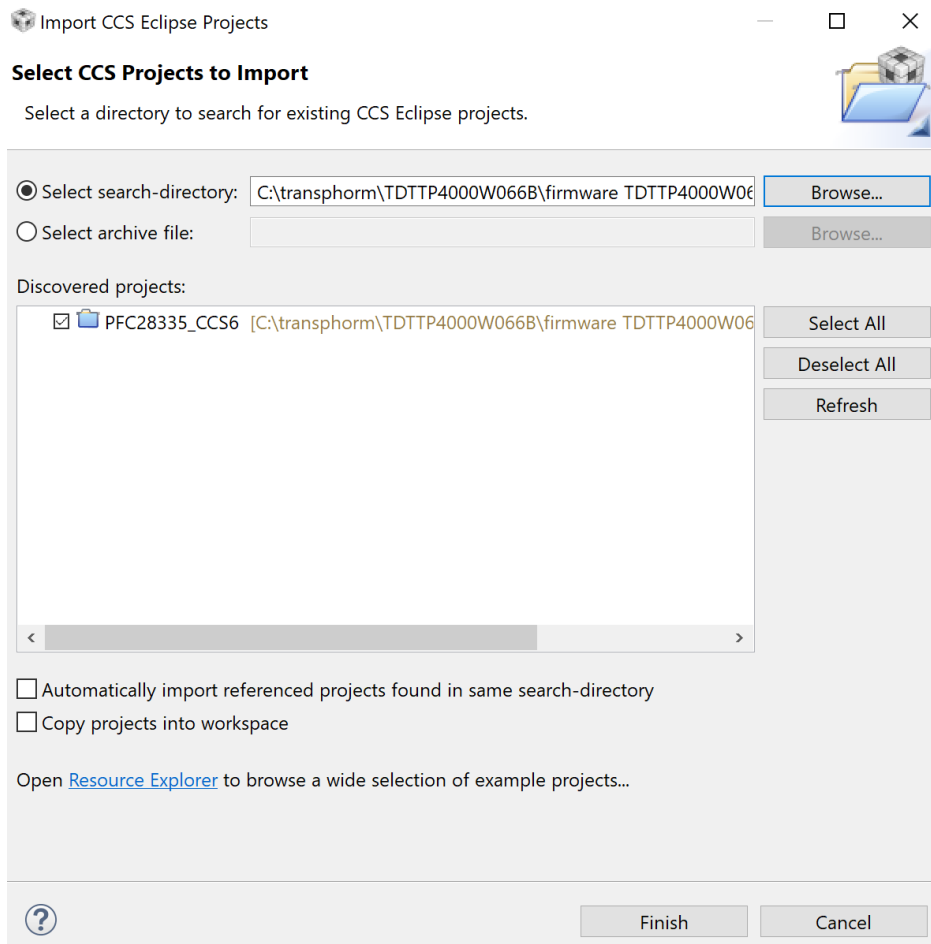 Import CCS Eclipse Projects
Select CCS Projects to Import
Select a directory to search for existing CCS Eclipse projects.
Select search-directory: C:\transphorm\TDTTP4000W066B\firmware TDTTP4000W06 Browse...
Select archive file: Browse...
Discovered projects:
PFC28335_CCS6 [C:\transphorm\TDTTP4000W066B\firmware TDTTP4000W06 Select All
Deselect All
Refresh
Automatically import referenced projects found in same search-directory
Copy projects into workspace
Open Resource Explorer to browse a wide selection of example projects...
? Finish Cancel